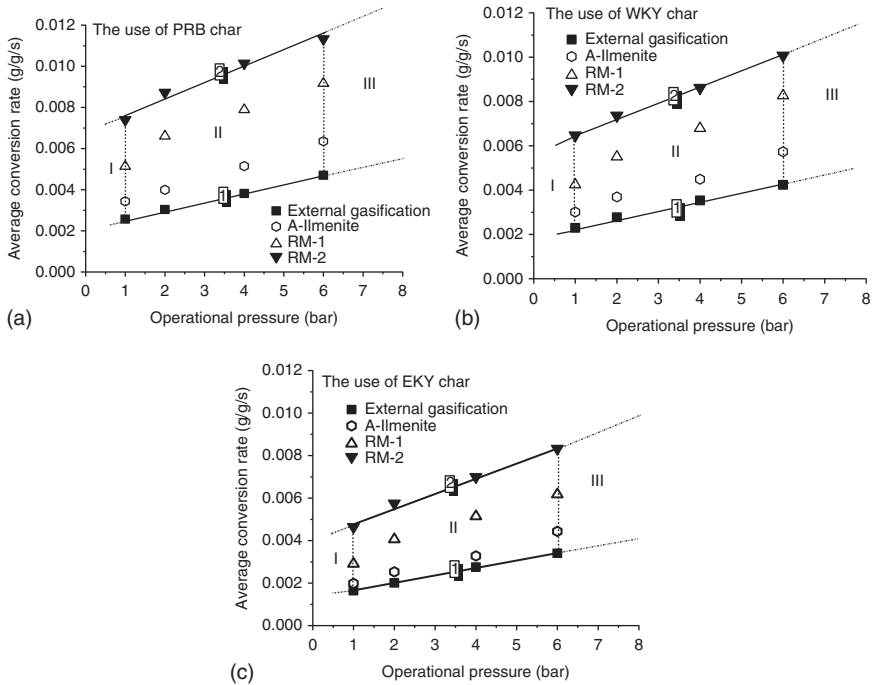 The use of PRB char
0.012
0.010
0.008
0.006
0.004
0.002
0.000
Average conversion rate (g/g/s)
2
1
I
II
III
External gasification
A-Ilmenite
RM-1
RM-2
0 1 2 3 4 5 6 7 8
Operational pressure (bar)
(a)
The use of WKY char
External gasification
A-Ilmenite
RM-1
RM-2
0.012
0.010
0.008
0.006
0.004
0.002
0.000
Average conversion rate (g/g/s)
2
1
I
II
III
0 1 2 3 4 5 6 7 8
Operational pressure (bar)
(b)
The use of EKY char
External gasification
A-Ilmenite
RM-1
RM-2
0.012
0.010
0.008
0.006
0.004
0.002
0.000
Average conversion rate (g/g/s)
2
1
I
II
III
0 1 2 3 4 5 6 7 8
Operational pressure (bar)
(c)